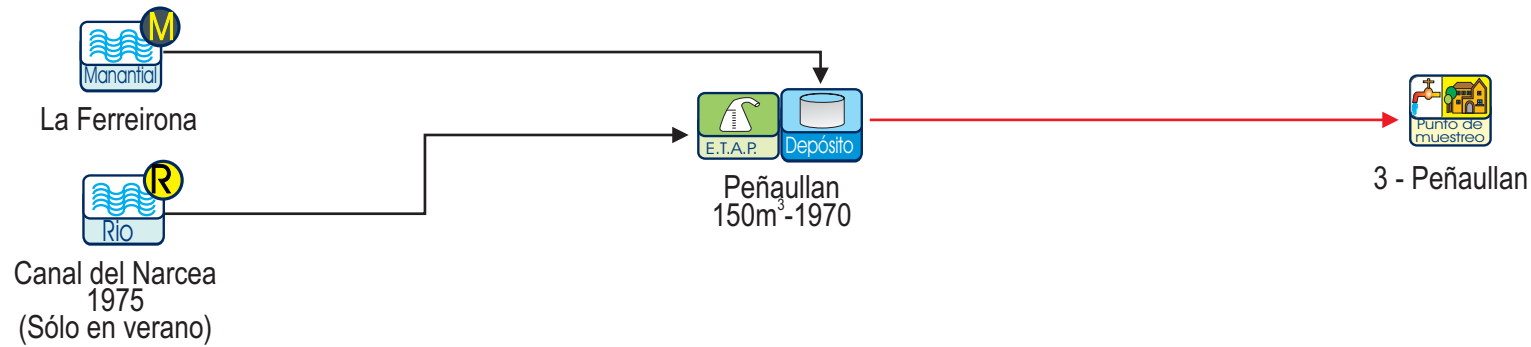 M
Manantial
La Ferreirona
R
Rio
Canal del Narcea
1975
(Sólo en verano)
E.T.A.P.
Depósito
Peñaullan
150m³-1970
Punto de
muestreo
3 - Peñaullan